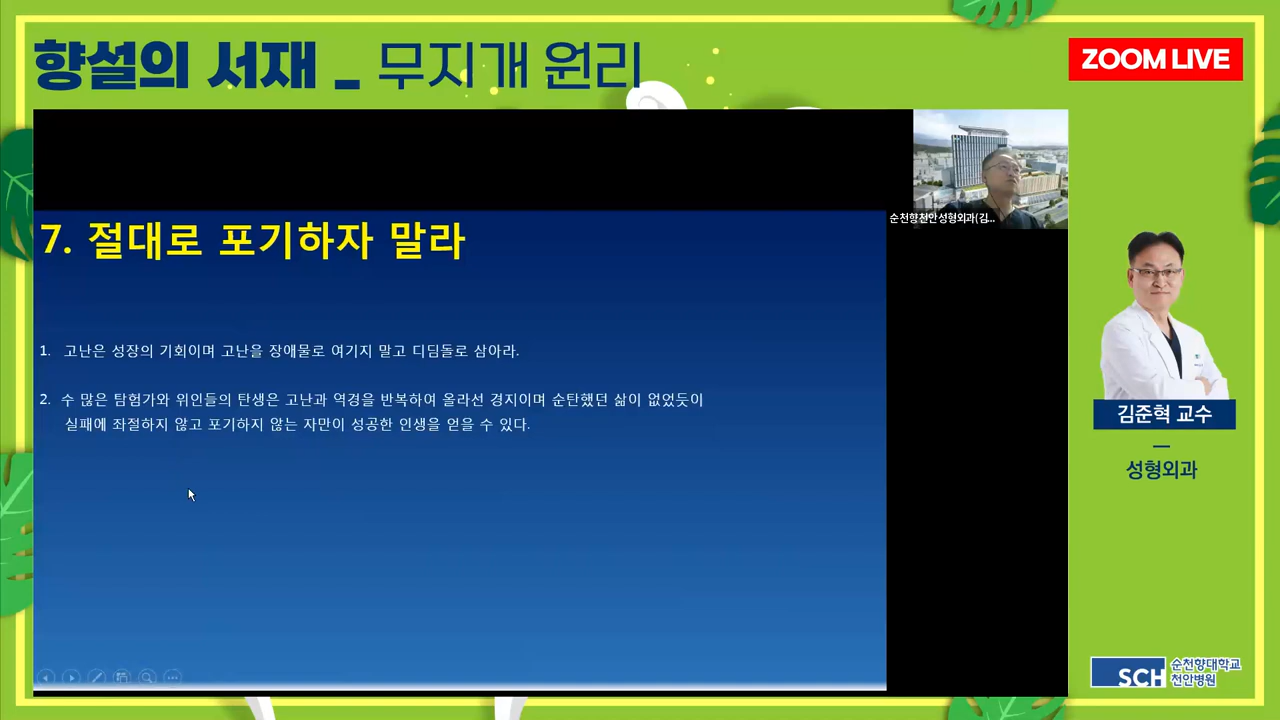 향설의 서재 _ 무지개 원리
ZOOM LIVE
순천향천안성형외과(김...
7. 절대로 포기하자 말라
1. 고난은 성장의 기회이며 고난을 장애물로 여기지 말고 디딤돌로 삼아라.
2. 수 많은 탐험가와 위인들의 탄생은 고난과 역경을 반복하여 올라선 경지이며 순탄했던 삶이 없었듯이
실패에 좌절하지 않고 포기하지 않는 자만이 성공한 인생을 얻을 수 있다.
김준혁 교수
성형외과
SCH 순천향대학교
천안병원